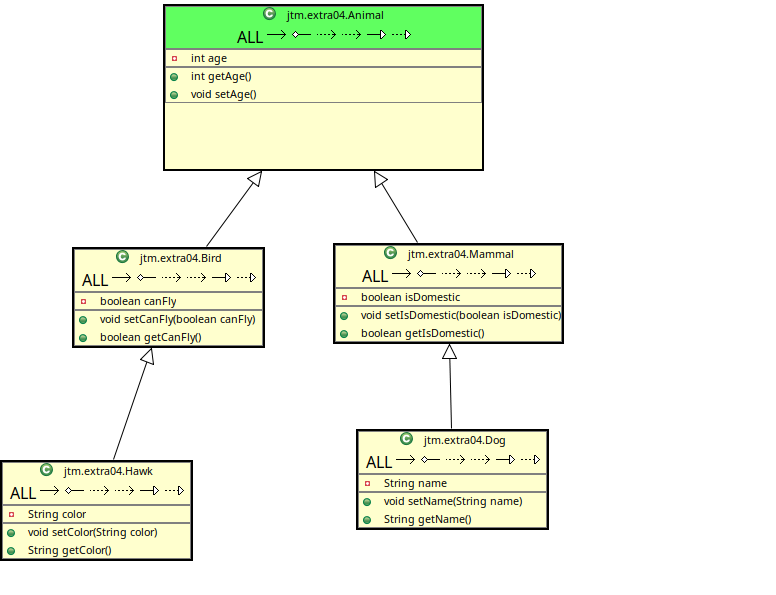 C jtm.extra04.Animal
ALL
int age
int getAge()
void setAge()
C jtm.extra04.Bird
ALL
boolean canFly
void setCanFly(boolean canFly)
boolean getCanFly()
C jtm.extra04.Mammal
ALL
boolean isDomestic
void setIsDomestic(boolean isDomestic)
boolean getIsDomestic()
C jtm.extra04.Hawk
ALL
String color
void setColor(String color)
String getColor()
C jtm.extra04.Dog
ALL
String name
void setName(String name)
String getName()